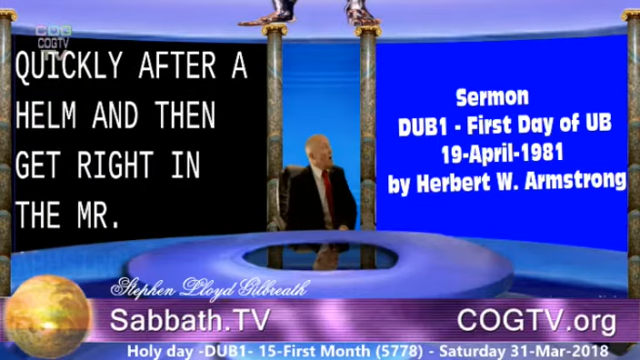 COGTV
TV
QUICKLY AFTER A
HELM AND THEN
GET RIGHT IN
THE MR.
Sermon
DUB1 - First Day of UB
19-April-1981
by Herbert W. Armstrong
Stephen Lloyd Gilbreath
Sabbath.TV
COGTV.org
Holy day -DUB1- 15-First Month (5778) - Saturday 31-Mar-2018